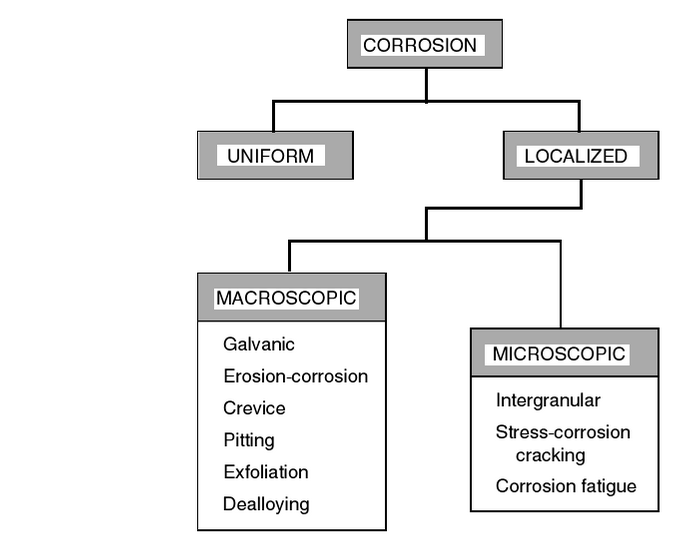 CORROSION
UNIFORM
LOCALIZED
MACROSCOPIC
Galvanic
Erosion-corrosion
Crevice
Pitting
Exfoliation
Dealloying
MICROSCOPIC
Intergranular
Stress-corrosion
cracking
Corrosion fatigue